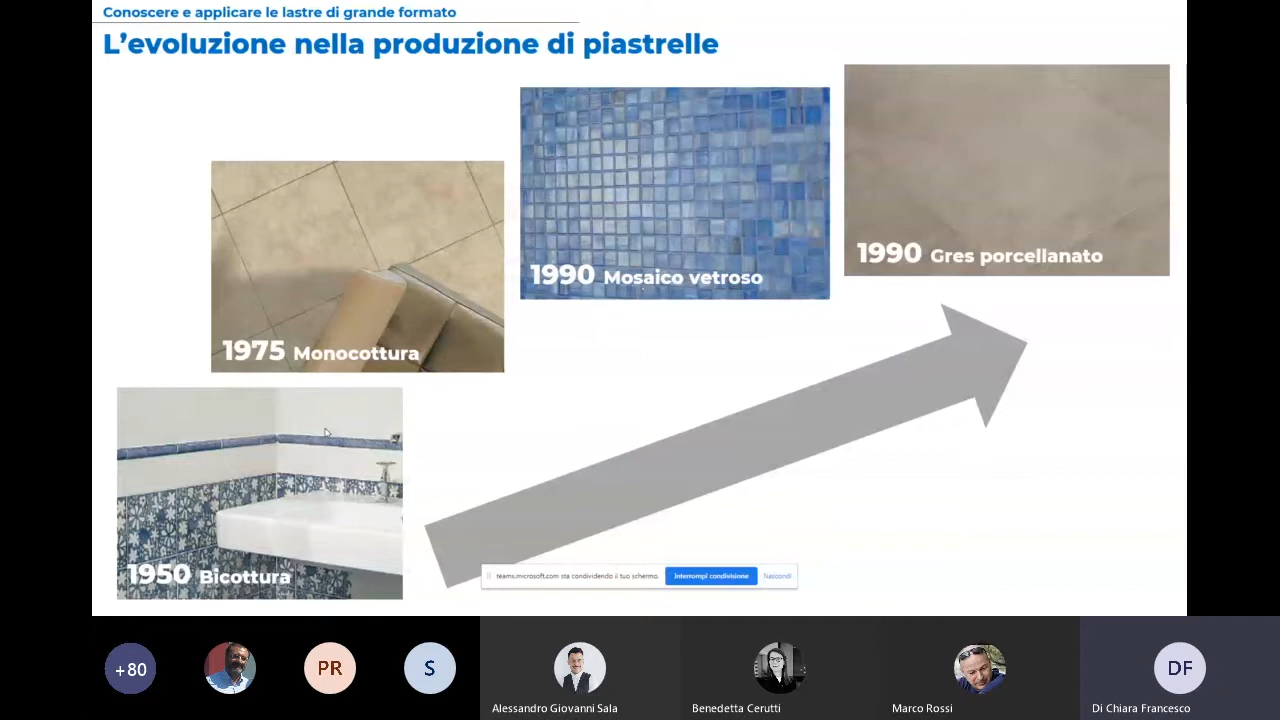 Conoscere e applicare le lastre di grande formato
L'evoluzione nella produzione di piastrelle
1990 Gres porcellanato
1990 Mosaico vetroso
1975 Monocottura
1950 Bicottura
teams.microsoft.com sta condividendo il tuo schermo.
Interrompi condivisione
Nascondi
+80
PR
S
DF
Alessandro Giovanni Sala
Benedetta Cerutti
Marco Rossi
Di Chiara Francesco